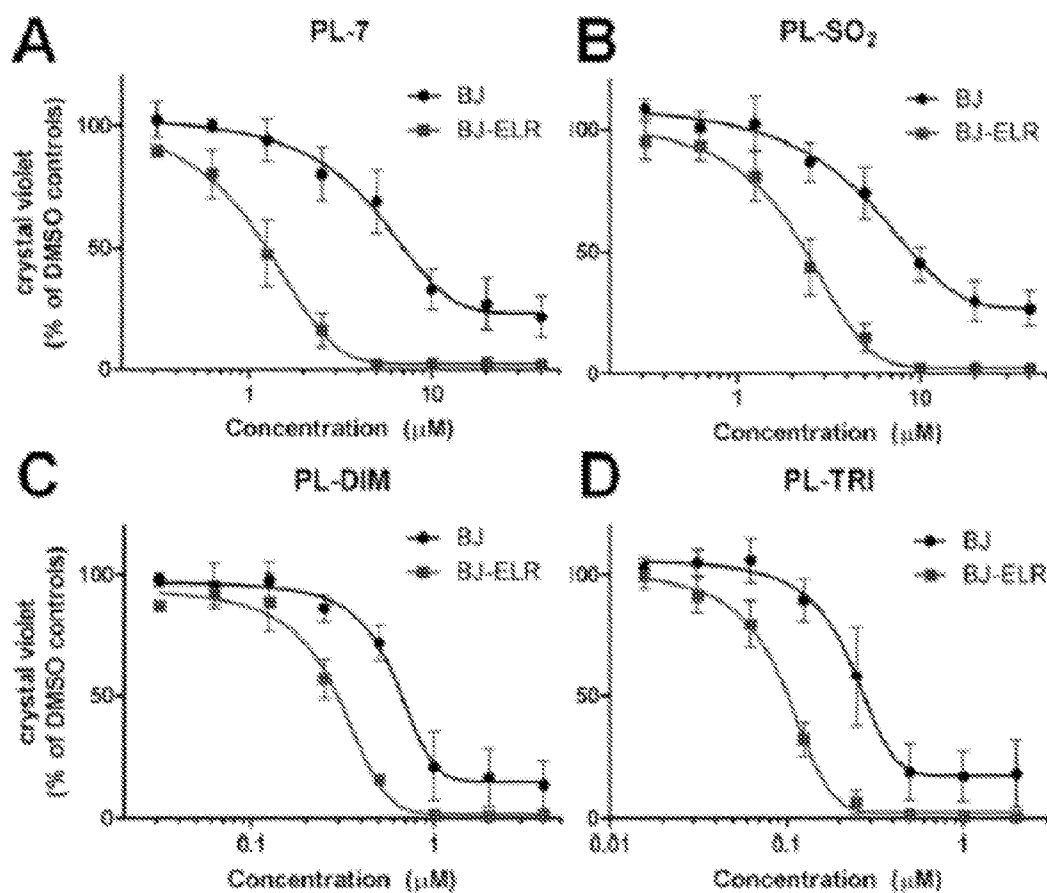 A PL-7
BJ
BJ-ELR
crystal violet
(% of DMSO controls)
100
50
0
1 10
Concentration (µM)
B PL-SO₂
BJ
BJ-ELR
100
50
0
1 10
Concentration (µM)
C PL-DIM
BJ
BJ-ELR
crystal violet
(% of DMSO controls)
100
50
0
0.1 1
Concentration (µM)
D PL-TRI
BJ
BJ-ELR
100
50
0
0.01 0.1 1
Concentration (µM)